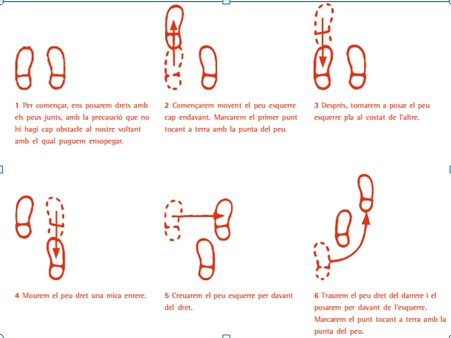 1 Per començar, ens posarem drets amb
els peus junts, amb la precaució que no
hi hagi cap obstacle al nostre voltant
amb el qual puguem ensopegar.
2 Començarem movent el peu esquerre
cap endavant. Marcarem el primer punt
tocant a terra amb la punta del peu.
3 Després, tornarem a posar el peu
esquerre pla al costat de l'altre.
4 Mourem el peu dret una mica enrere.
5 Creuarem el peu esquerre per davant
del dret.
6 Traurem el peu dret del darrere i el
posarem per davant de l'esquerre.
Marcarem el punt tocant a terra amb la
punta del peu.